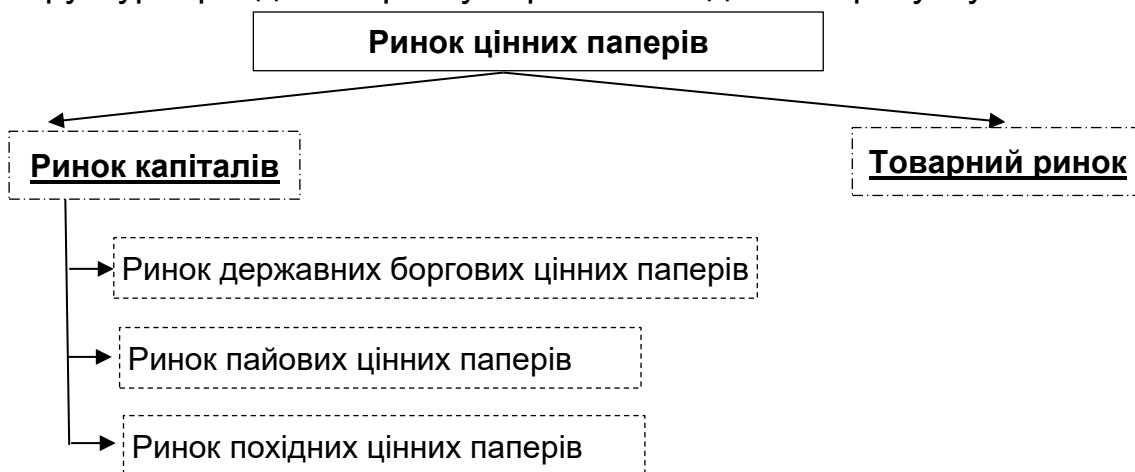 Ринок цінних паперів
Ринок капіталів
Товарний ринок
Ринок державних боргових цінних паперів
Ринок пайових цінних паперів
Ринок похідних цінних паперів